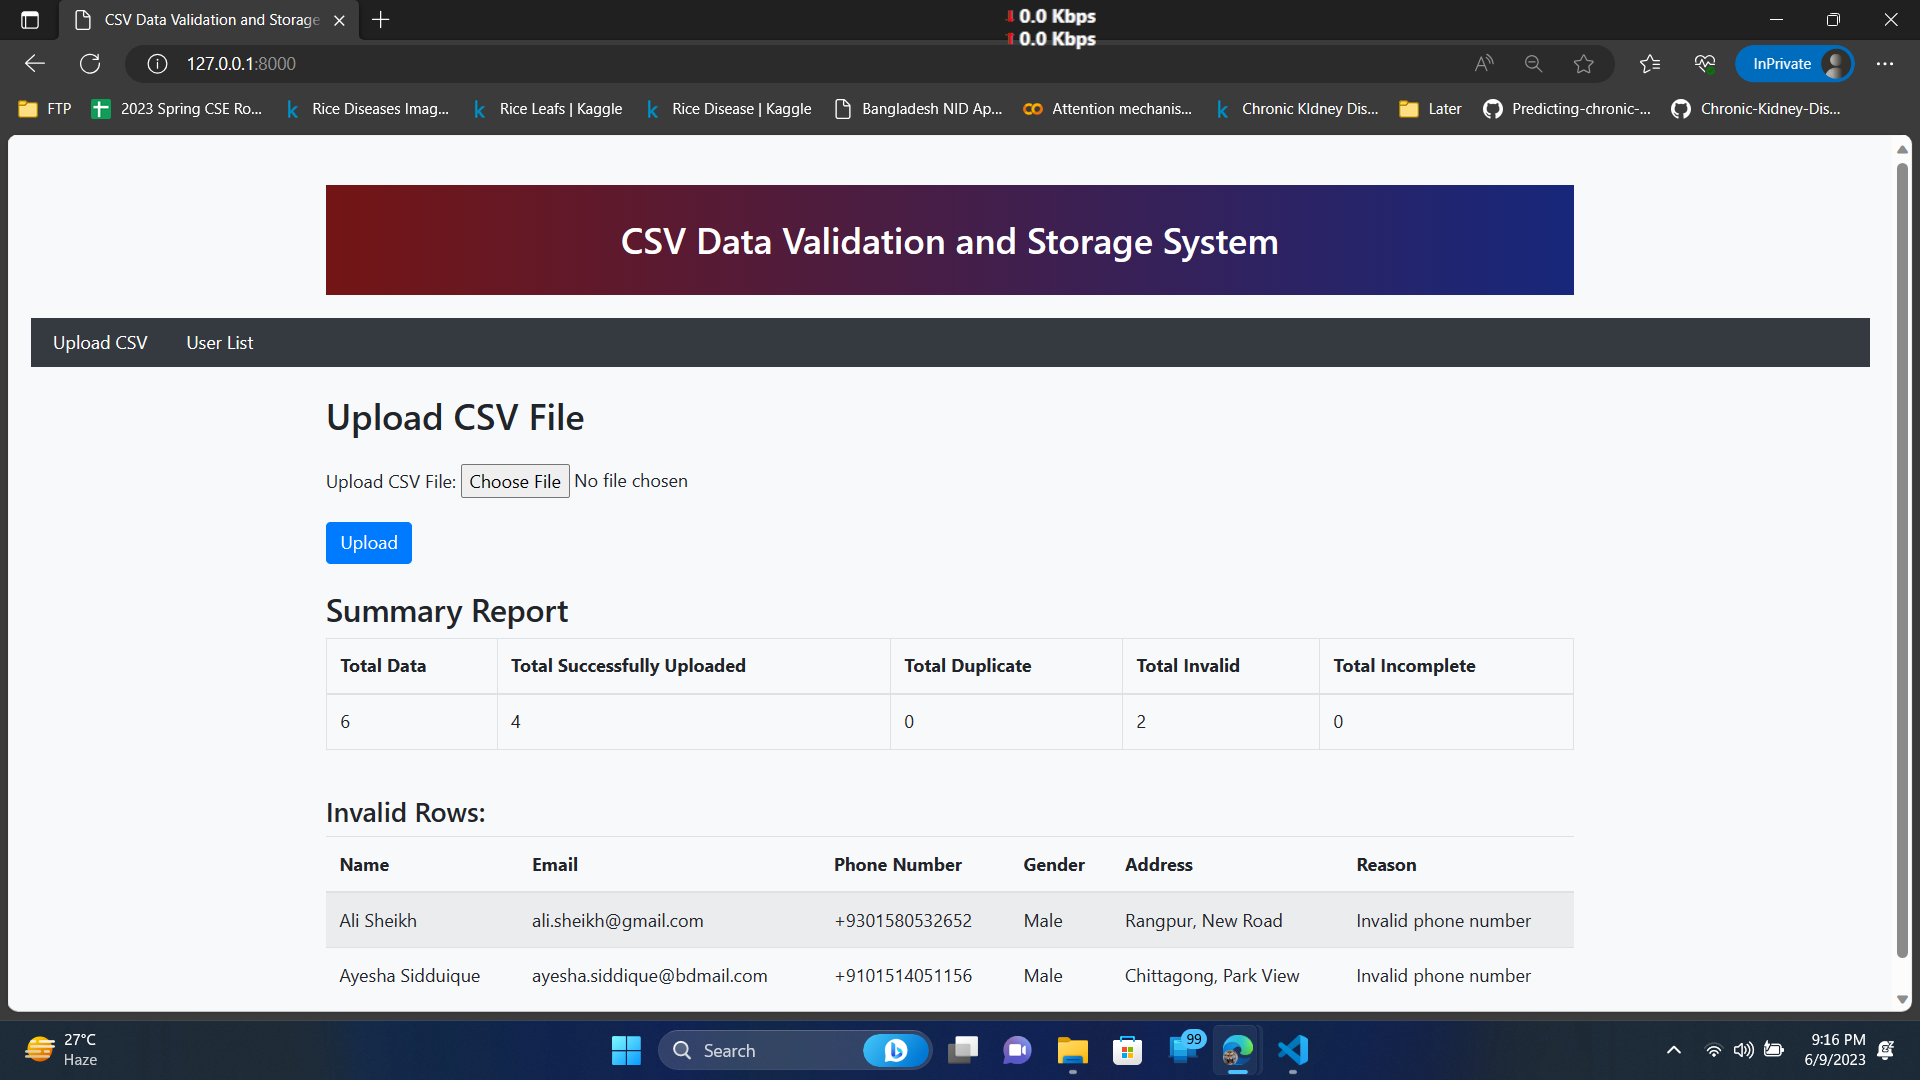 CSV Data Validation and Storage
0.0 Kbps
0.0 Kbps
127.0.0.1:8000
InPrivate
FTP
2023 Spring CSE Ro...
Rice Diseases Imag...
Rice Leafs | Kaggle
Rice Disease | Kaggle
Bangladesh NID Ap...
Attention mechanis...
Chronic KIdney Dis...
Later
Predicting-chronic-...
Chronic-Kidney-Dis...
CSV Data Validation and Storage System
Upload CSV User List
Upload CSV File
Upload CSV File: Choose File No file chosen
Upload
Summary Report
Total Data Total Successfully Uploaded Total Duplicate Total Invalid Total Incomplete
6 4 0 2 0
Invalid Rows:
Name Email Phone Number Gender Address Reason
Ali Sheikh ali.sheikh@gmail.com +9301580532652 Male Rangpur, New Road Invalid phone number
Ayesha Sidduique ayesha.siddique@bdmail.com +9101514051156 Male Chittagong, Park View Invalid phone number
27°C
Haze
Search
99
9:16 PM
6/9/2023